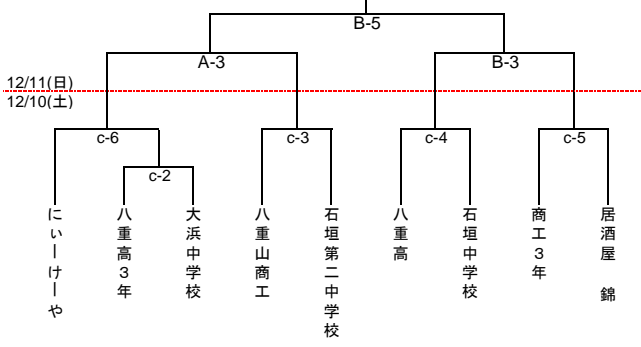 B-5
A-3
B-3
12/11(日)
12/10(土)
c-6
c-3
c-4
c-5
c-2
にぃーけーや
八重高3年
大浜中学校
八重山商工
石垣第二中学校
八重高
石垣中学校
商工3年
居酒屋 錦